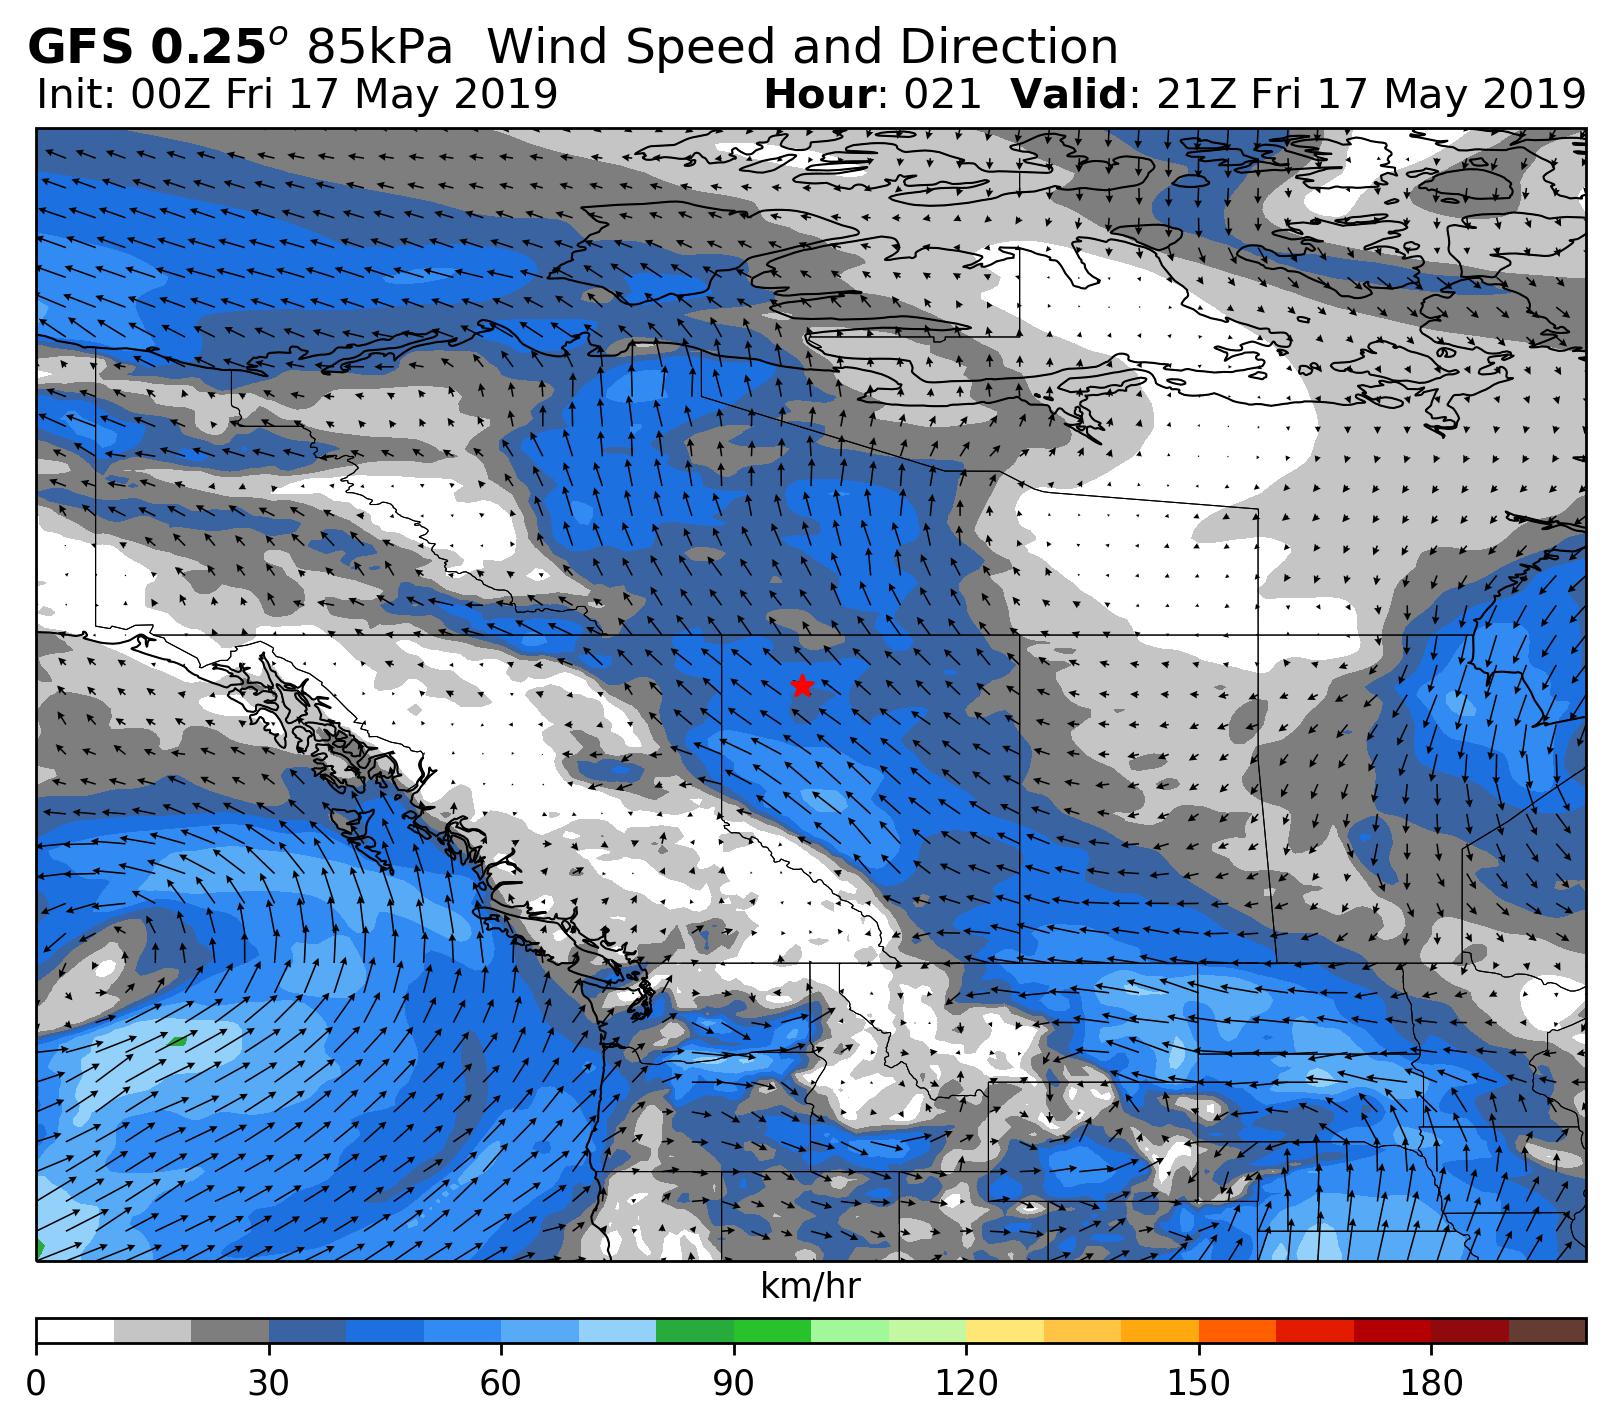 GFS 0.25° 85kPa  Wind Speed and Direction
Init: 00Z Fri 17 May 2019 Hour: 021 Valid: 21Z Fri 17 May 2019
km/hr
0 30 60 90 120 150 180